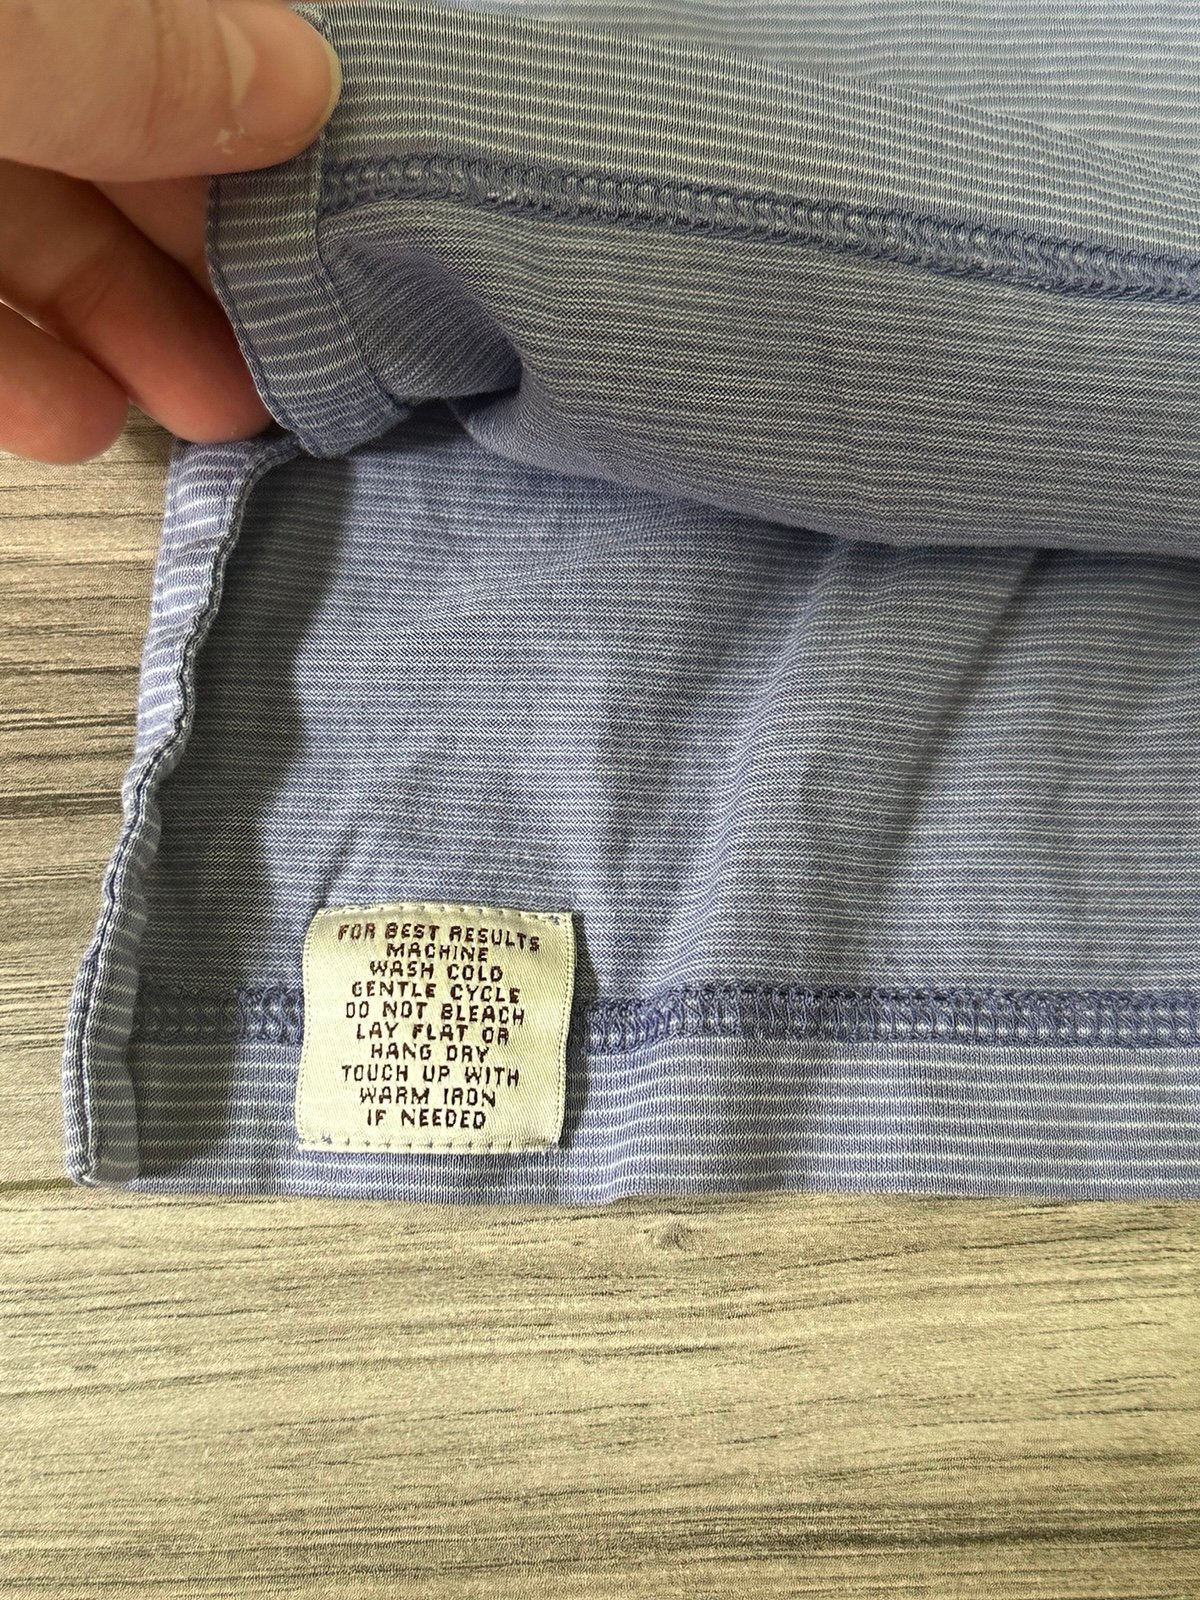 FOR BEST RESULTS
MACHINE
WASH COLD
GENTLE CYCLE
DO NOT BLEACH
LAY FLAT OR
HANG DRY
TOUCH UP WITH
WARM IRON
IF NEEDED